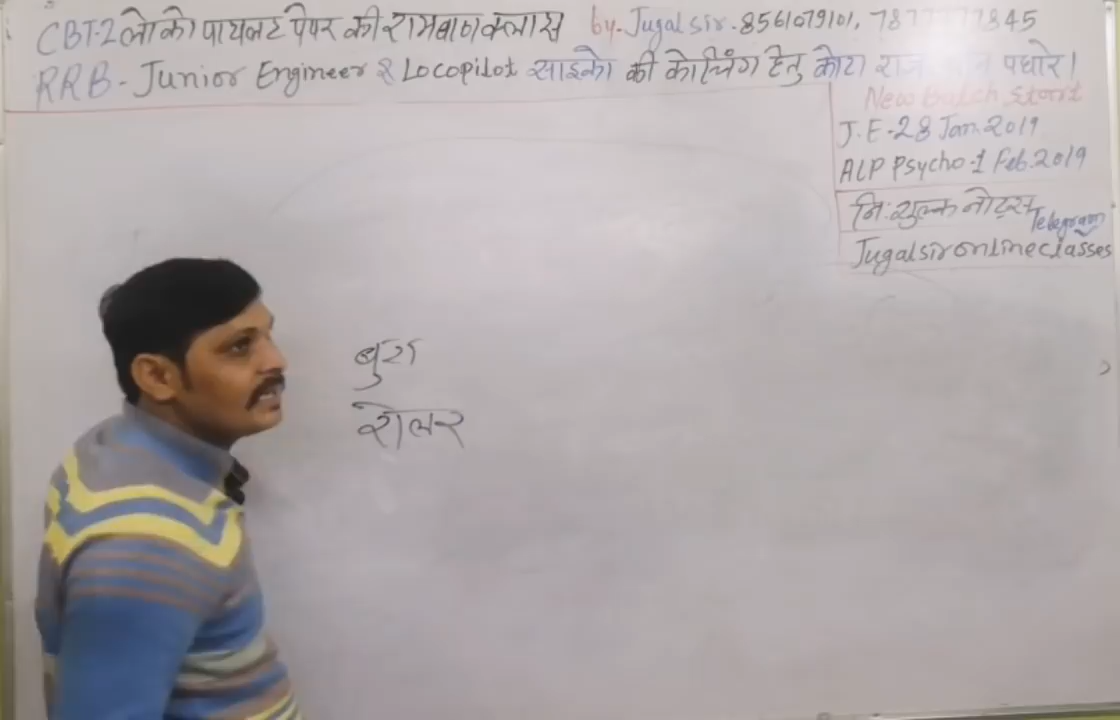 CBT-2 लोको पायलट पेपर की रामबाण क्लास by-Jugal sir.8561079101,
RRB-Junior Engineer & Locopilot साइको की कोचिंग हेतु कोटा पधारे।
New Batch Start
J.E-28 Jan.2019
ALP Psycho-1 Feb.2019
नि:शुल्क नोट्स Telegram
Jugalsironlineclasses
बुश
रोलर